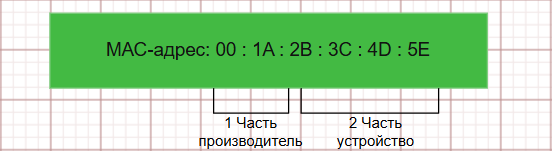 MAC-адрес: 00 : 1A : 2B : 3C : 4D : 5E
1 Часть
производитель
2 Часть
устройство